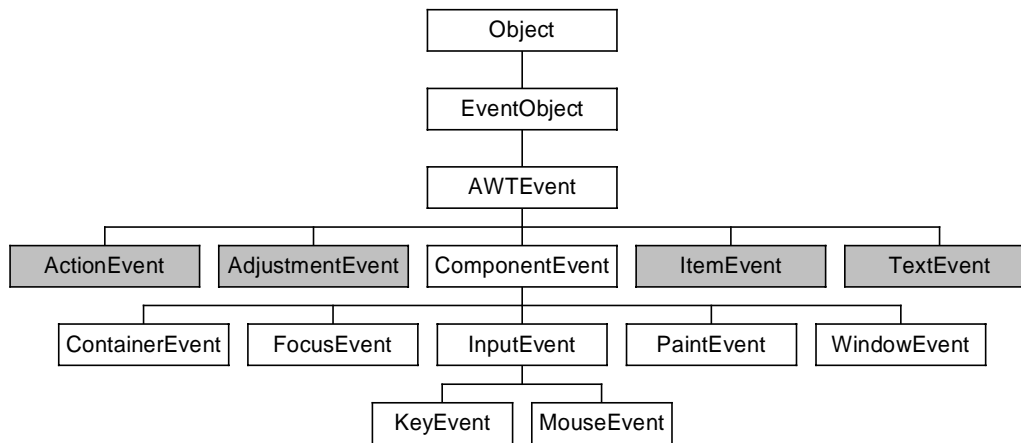 Object
EventObject
AWTEvent
ActionEvent AdjustmentEvent ComponentEvent ItemEvent TextEvent
ContainerEvent FocusEvent InputEvent PaintEvent WindowEvent
KeyEvent MouseEvent